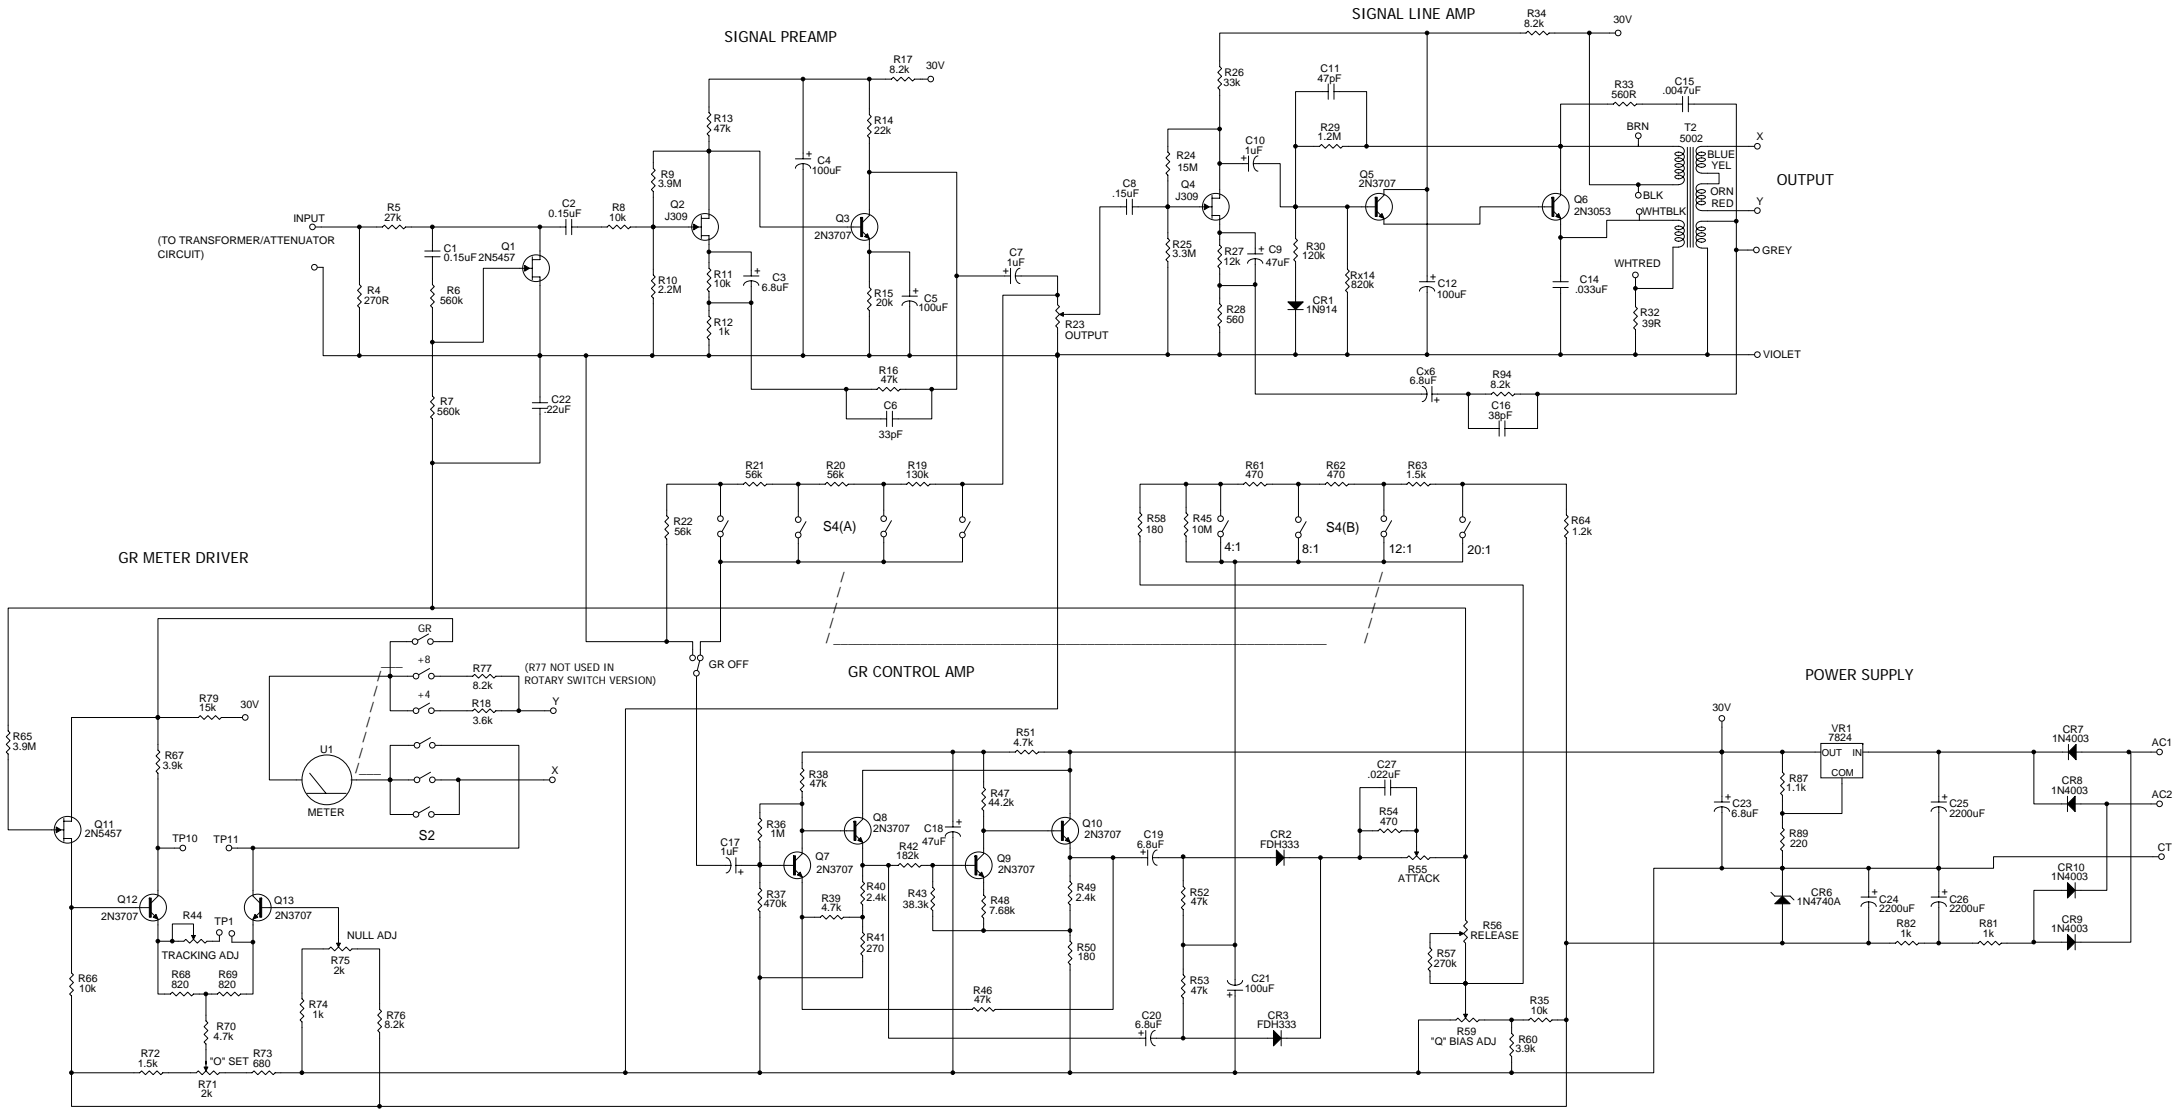 SIGNAL PREAMP
SIGNAL LINE AMP
R34
8.2k
30V
R17
8.2k
30V
R13
47k
R14
22k
C4
100uF
R9
3.9M
C2
0.15uF
R8
10k
Q2
J309
Q3
2N3707
INPUT
(TO TRANSFORMER/ATTENUATOR
CIRCUIT)
R5
27k
C1
0.15uF
Q1
2N5457
R4
270R
R6
560k
R10
2.2M
R11
10k
C3
6.8uF
R12
1k
R15
20k
C5
100uF
C7
1uF
R23
OUTPUT
R7
560k
C22
.22uF
R16
47k
C6
33pF
R26
33k
C11
47pF
R29
1.2M
R33
560R
C15
.0047uF
BRN
T2
5002
X
BLUE
YEL
ORN
RED
Y
OUTPUT
BLK
WHTBLK
R24
15M
C10
1uF
C8
.15uF
Q4
J309
Q5
2N3707
Q6
2N3053
R25
3.3M
R27
12k
C9
47uF
R30
120k
Rx14
820k
C12
100uF
C14
.033uF
WHTRED
GREY
R28
560
CR1
1N914
R32
39R
VIOLET
Cx6
6.8uF
R94
8.2k
C16
38pF
R21
56k
R20
56k
R19
130k
R22
56k
S4(A)
R61
470
R62
470
R63
1.5k
R58
180
R45
10M
S4(B)
R64
1.2k
4:1
8:1
12:1
20:1
GR METER DRIVER
GR
+8
R77
8.2k
(R77 NOT USED IN
ROTARY SWITCH VERSION)
+4
R18
3.6k
Y
GR OFF
GR CONTROL AMP
POWER SUPPLY
R65
3.9M
R79
15k
30V
R67
3.9k
U1
METER
X
S2
Q11
2N5457
TP10
TP11
Q12
2N3707
Q13
2N3707
R44
TP1
TRACKING ADJ
NULL ADJ
R75
2k
R66
10k
R68
820
R69
820
R74
1k
R76
8.2k
R70
4.7k
R72
1.5k
"O" SET
R71
2k
R73
680
R51
4.7k
R38
47k
R47
44.2k
R36
1M
Q8
2N3707
C18
47uF
Q10
2N3707
C17
1uF
Q7
2N3707
R42
182k
Q9
2N3707
R37
470k
R39
4.7k
R40
2.4k
R43
38.3k
R48
7.68k
R49
2.4k
R41
270
R50
180
R46
47k
C19
6.8uF
CR2
FDH333
C27
.022uF
R54
470
R55
ATTACK
R52
47k
R53
47k
C21
100uF
C20
6.8uF
CR3
FDH333
R56
RELEASE
R57
270k
R59
"Q" BIAS ADJ
R35
10k
R60
3.9k
30V
VR1
7824
OUT
IN
COM
CR7
1N4003
AC1
CR8
1N4003
AC2
R87
1.1k
C23
6.8uF
R89
220
C25
2200uF
CT
CR6
1N4740A
C24
2200uF
C26
2200uF
CR10
1N4003
R82
1k
R81
1k
CR9
1N4003